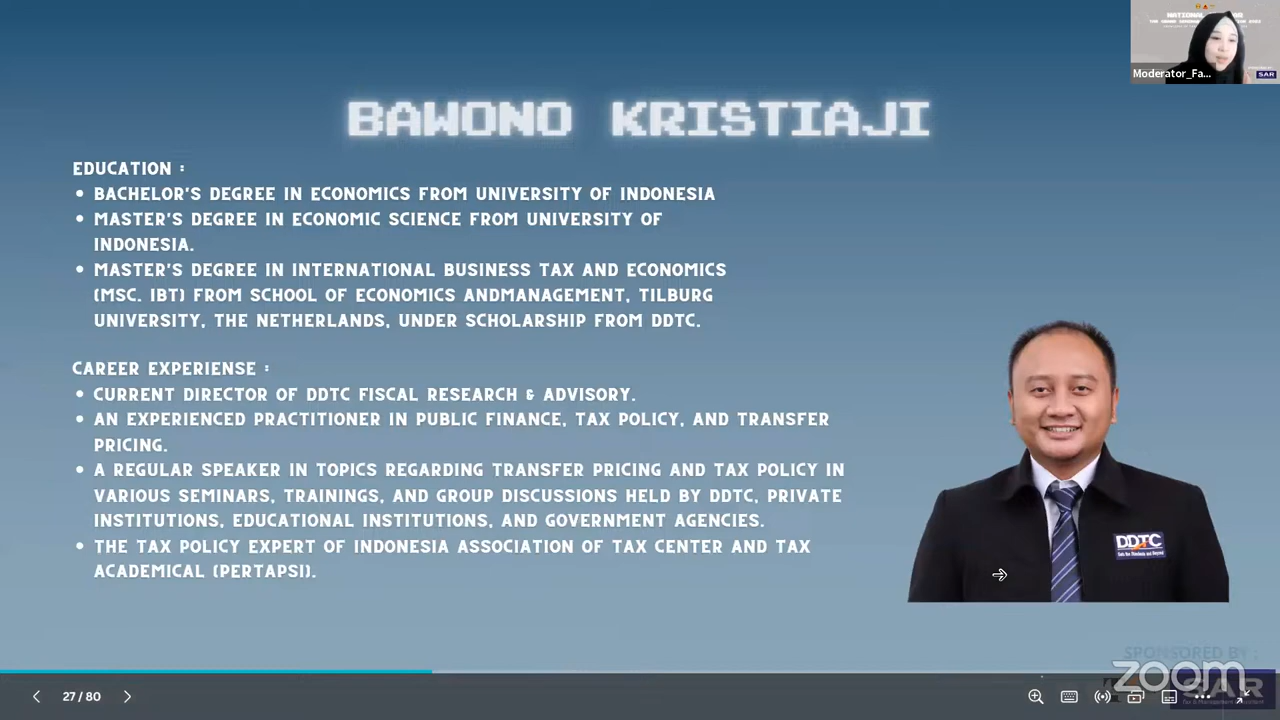 NATIONAL
Moderator_Fa...
SAR
BAWONO KRISTIAJI
EDUCATION :
• BACHELOR'S DEGREE IN ECONOMICS FROM UNIVERSITY OF INDONESIA
• MASTER'S DEGREE IN ECONOMIC SCIENCE FROM UNIVERSITY OF
INDONESIA.
• MASTER'S DEGREE IN INTERNATIONAL BUSINESS TAX AND ECONOMICS
(MSC. IBT) FROM SCHOOL OF ECONOMICS ANDMANAGEMENT, TILBURG
UNIVERSITY, THE NETHERLANDS, UNDER SCHOLARSHIP FROM DDTC.
CAREER EXPERIENSE :
• CURRENT DIRECTOR OF DDTC FISCAL RESEARCH & ADVISORY.
• AN EXPERIENCED PRACTITIONER IN PUBLIC FINANCE, TAX POLICY, AND TRANSFER
PRICING.
• A REGULAR SPEAKER IN TOPICS REGARDING TRANSFER PRICING AND TAX POLICY IN
VARIOUS SEMINARS, TRAININGS, AND GROUP DISCUSSIONS HELD BY DDTC, PRIVATE
INSTITUTIONS, EDUCATIONAL INSTITUTIONS, AND GOVERNMENT AGENCIES.
• THE TAX POLICY EXPERT OF INDONESIA ASSOCIATION OF TAX CENTER AND TAX
ACADEMICAL (PERTAPSI).
DDTC
SPONSORED BY :
zoom
SAR
27 / 80